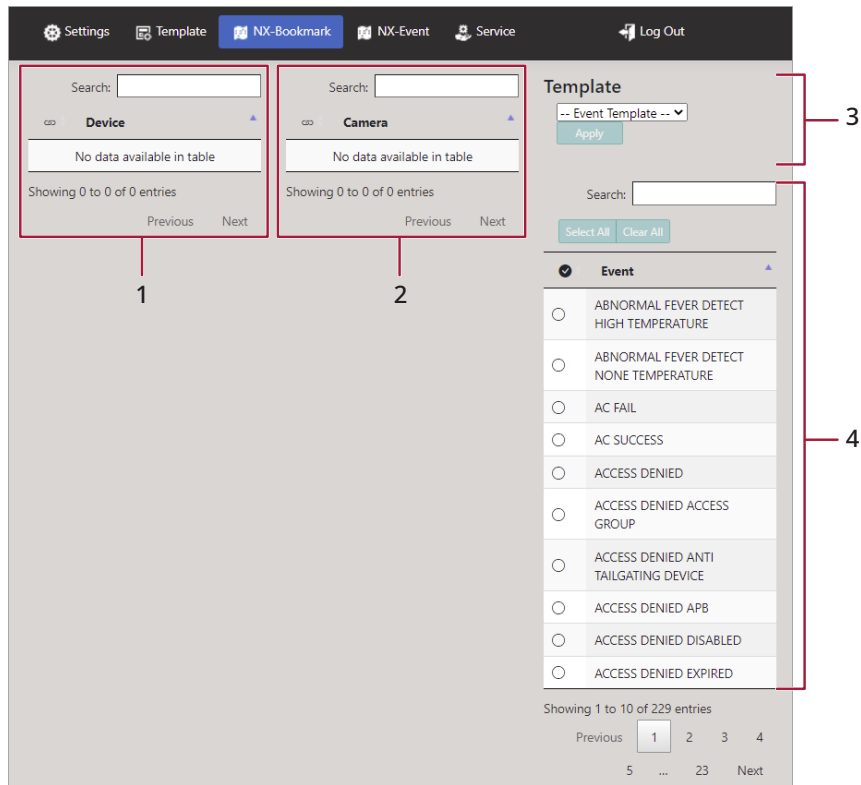 Settings Template NX-Bookmark NX-Event Service Log Out
Search:
Device
No data available in table
Showing 0 to 0 of 0 entries
Previous Next
1
Search:
Camera
No data available in table
Showing 0 to 0 of 0 entries
Previous Next
2
Template
-- Event Template --
Apply
3
Search:
Select All Clear All
Event
ABNORMAL FEVER DETECT
HIGH TEMPERATURE
ABNORMAL FEVER DETECT
NONE TEMPERATURE
AC FAIL
AC SUCCESS
ACCESS DENIED
ACCESS DENIED ACCESS
GROUP
ACCESS DENIED ANTI
TAILGATING DEVICE
ACCESS DENIED APB
ACCESS DENIED DISABLED
ACCESS DENIED EXPIRED
4
Showing 1 to 10 of 229 entries
Previous 1 2 3 4
5 ... 23 Next